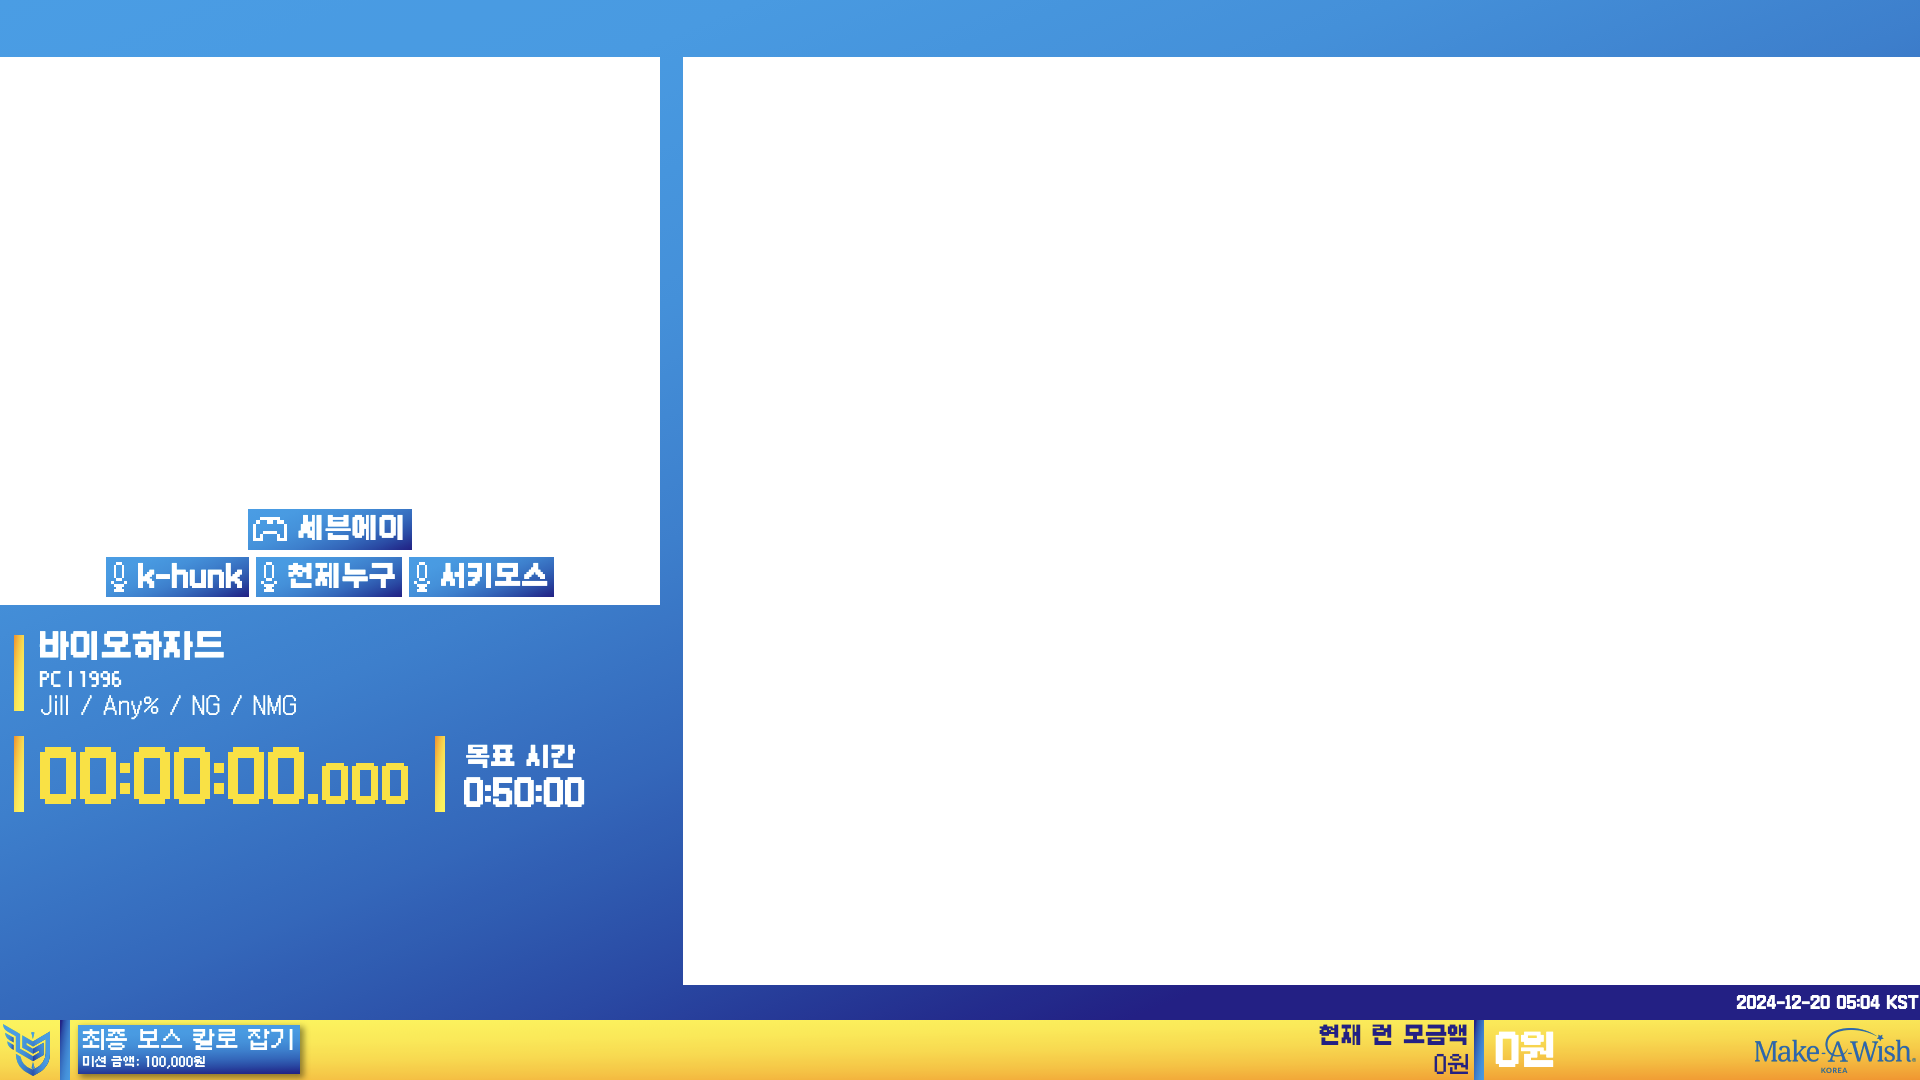 세븐에이
k-hunk 천제누구 서키모스
바이오하자드
PC | 1996
Jill / Any% / NG / NMG
00:00:00.000
목표 시간
0:50:00
2024-12-20 05:04 KST
최종 보스 칼로 잡기
미션 금액: 100,000원
현재 런 모금액
0원
0원
Make-A-Wish.
KOREA